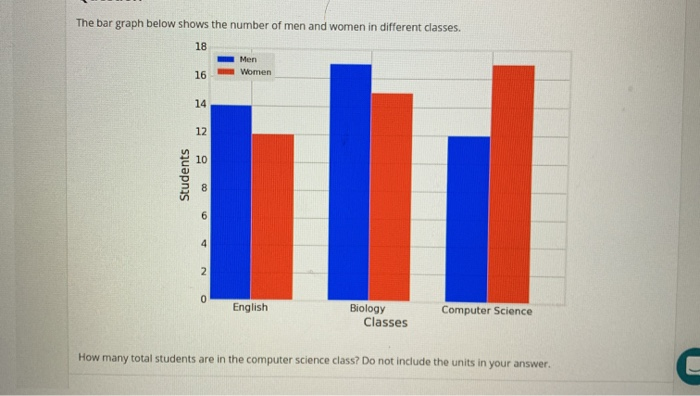 The bar graph below shows the number of men and women in different classes.
18
Men
16
Women
14
12
10
8
6
4
2
0
Students
English
Biology
Computer Science
Classes
How many total students are in the computer science class? Do not include the units in your answer.